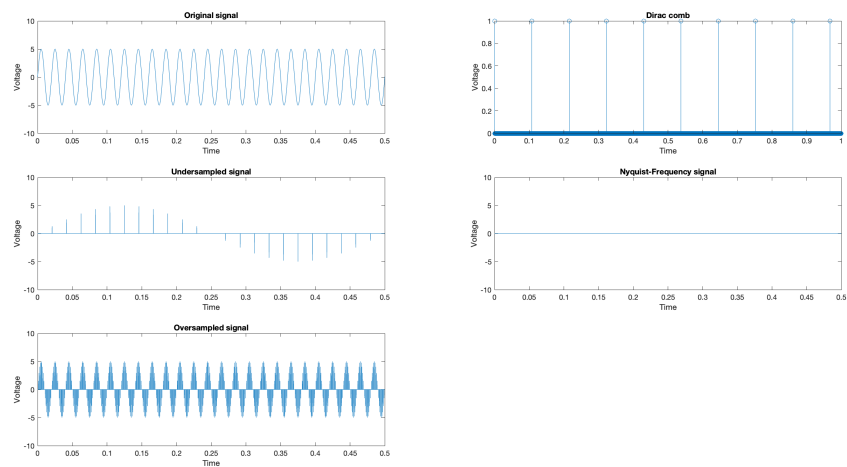 Original signal
10
5
0
-5
-10
Voltage
0 0.05 0.1 0.15 0.2 0.25 0.3 0.35 0.4 0.45 0.5
Time
Dirac comb
1
0.8
0.6
0.4
0.2
0
Voltage
0 0.1 0.2 0.3 0.4 0.5 0.6 0.7 0.8 0.9 1
Time
Undersampled signal
10
5
0
-5
-10
Voltage
0 0.05 0.1 0.15 0.2 0.25 0.3 0.35 0.4 0.45 0.5
Time
Nyquist-Frequency signal
10
5
0
-5
-10
Voltage
0 0.05 0.1 0.15 0.2 0.25 0.3 0.35 0.4 0.45 0.5
Time
Oversampled signal
10
5
0
-5
-10
Voltage
0 0.05 0.1 0.15 0.2 0.25 0.3 0.35 0.4 0.45 0.5
Time